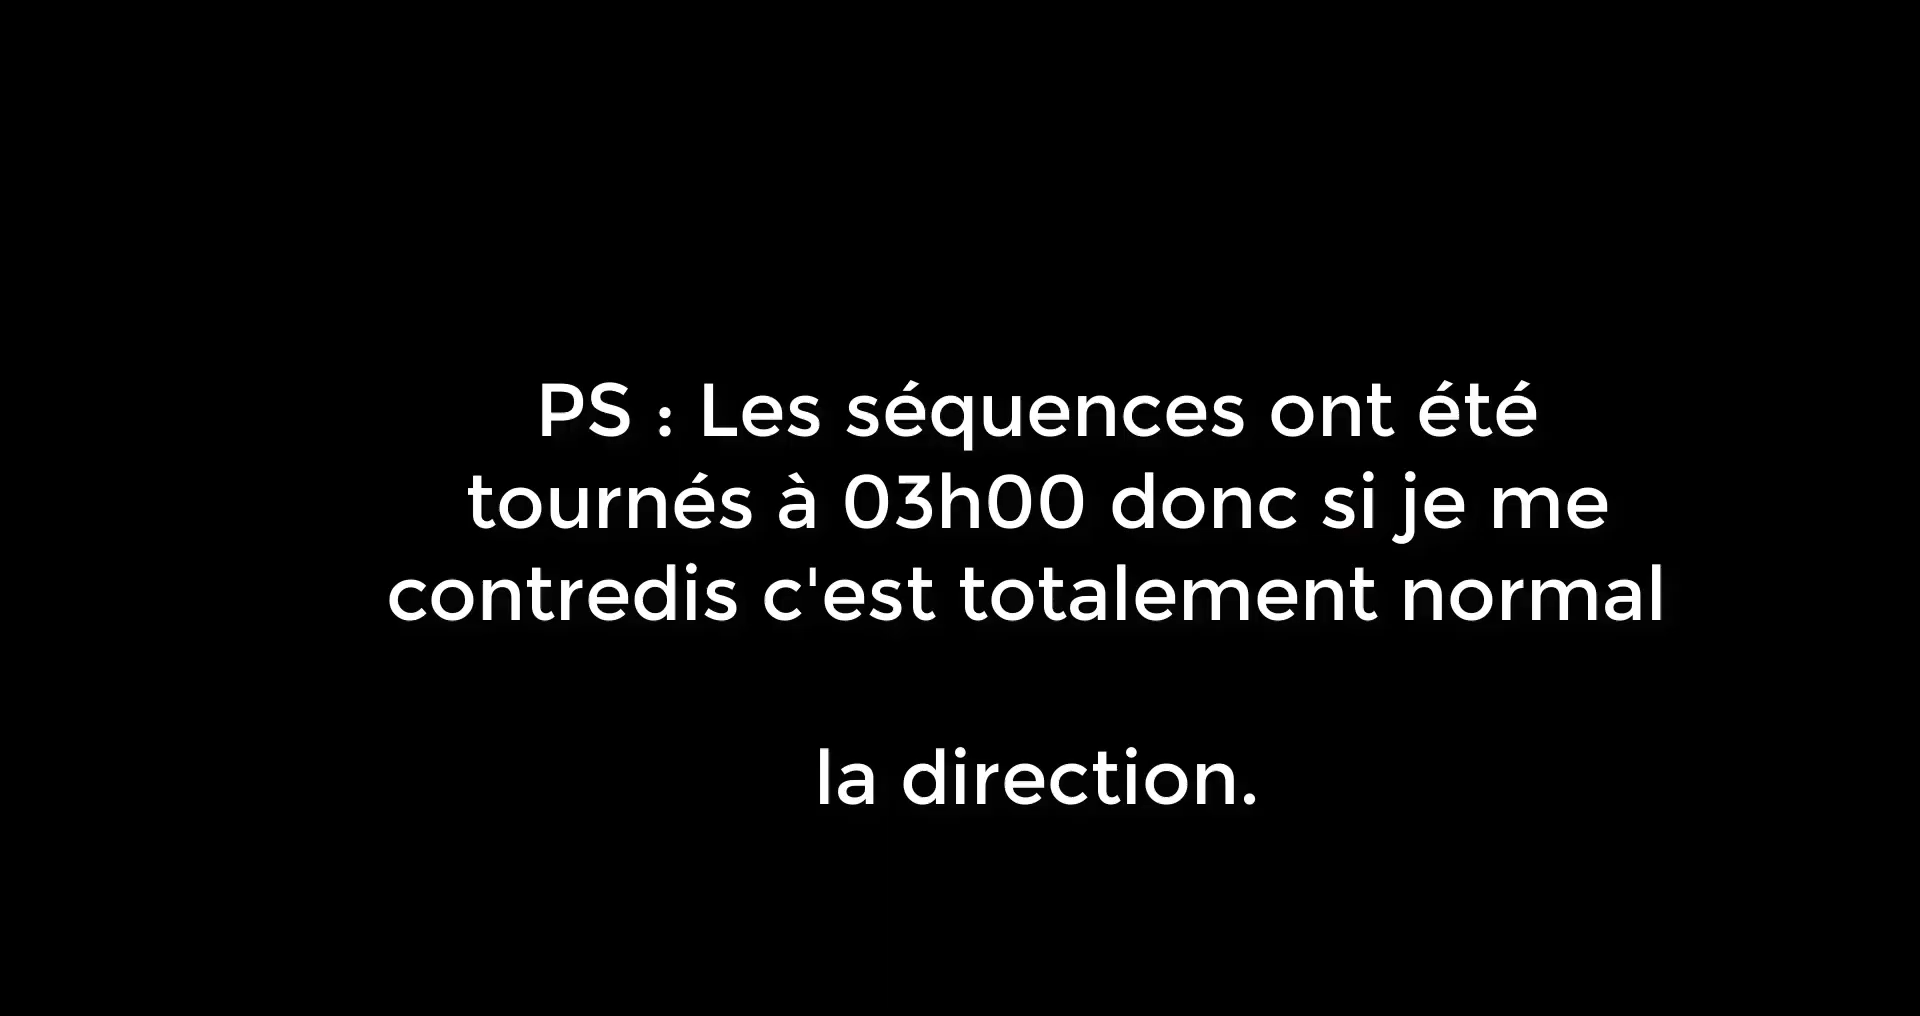 PS : Les séquences ont été
tournés à 03h00 donc si je me
contredis c'est totalement normal
la direction.